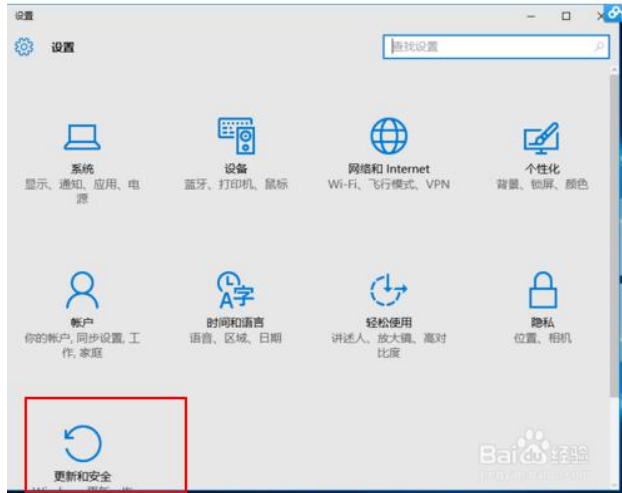 设置
设置
查找设置
系统
显示、通知、应用、电
源
设备
蓝牙、打印机、鼠标
网络和 Internet
Wi-Fi、飞行模式、VPN
个性化
背景、锁屏、颜色
帐户
你的帐户, 同步设置, 工
作, 家庭
时间和语言
语音、区域、日期
轻松使用
讲述人、放大镜、高对
比度
隐私
位置、相机
更新和安全
Bai 经验